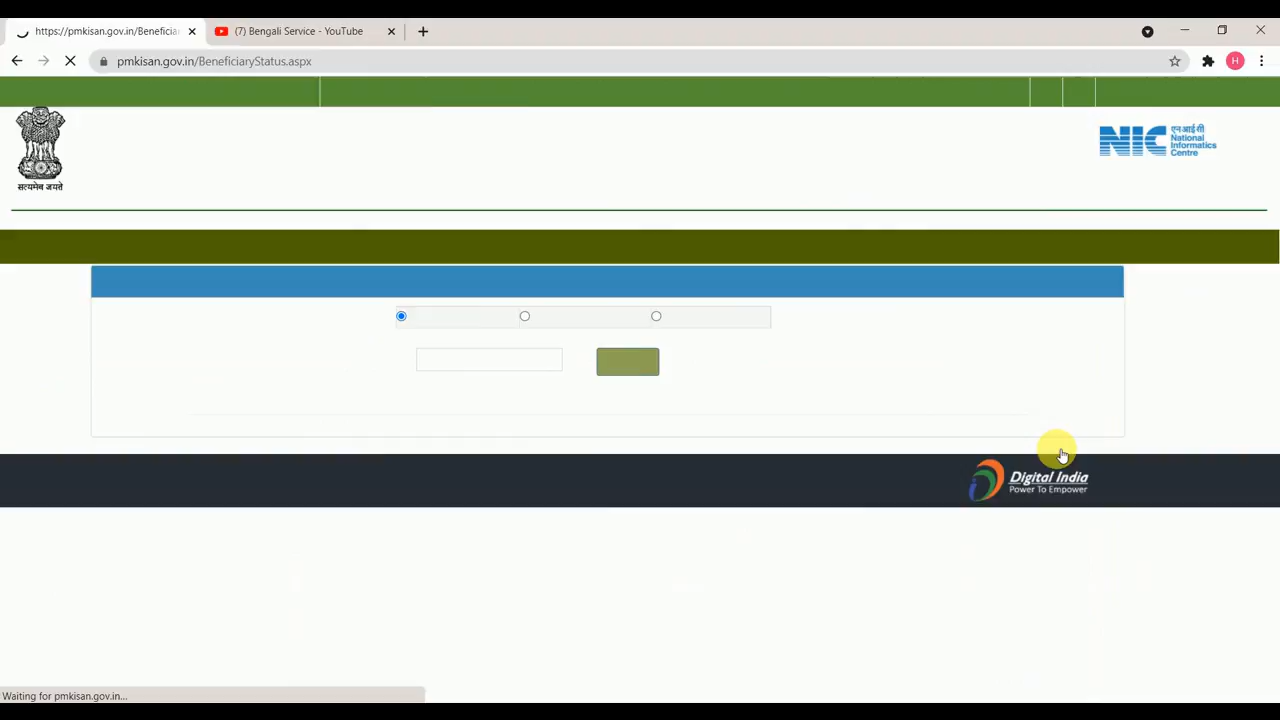 https://pmkisan.gov.in/Beneficia
(7) Bengali Service - YouTube
pmkisan.gov.in/BeneficiaryStatus.aspx
H
सत्यमेव जयते
NIC
एन आई सी
National
Informatics
Centre
Digital India
Power To Empower
Waiting for pmkisan.gov.in...